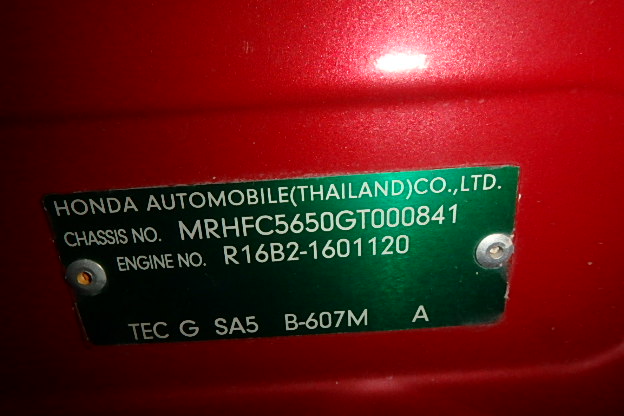 HONDA AUTOMOBILE(THAILAND)CO.,LTD.
CHASSIS NO. MRHFC5650GT000841
ENGINE NO. R16B2-1601120
TEC G SA5 B-607M A